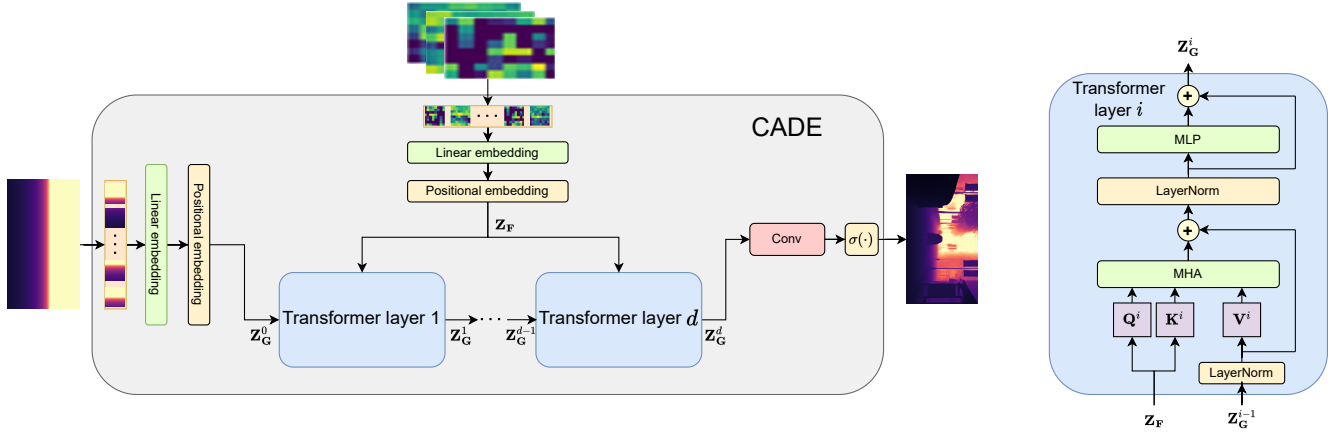 CADE
Linear embedding
Positional embedding
Z_F
Linear embedding
Positional embedding
Z_G^0
Transformer layer 1
Z_G^1
...
Z_G^{d-1}
Transformer layer d
Z_G^d
Conv
σ(·)
Z_G^i
Transformer
layer i
+
MLP
LayerNorm
+
MHA
Q^i K^i V^i
LayerNorm
Z_F Z_G^{i-1}